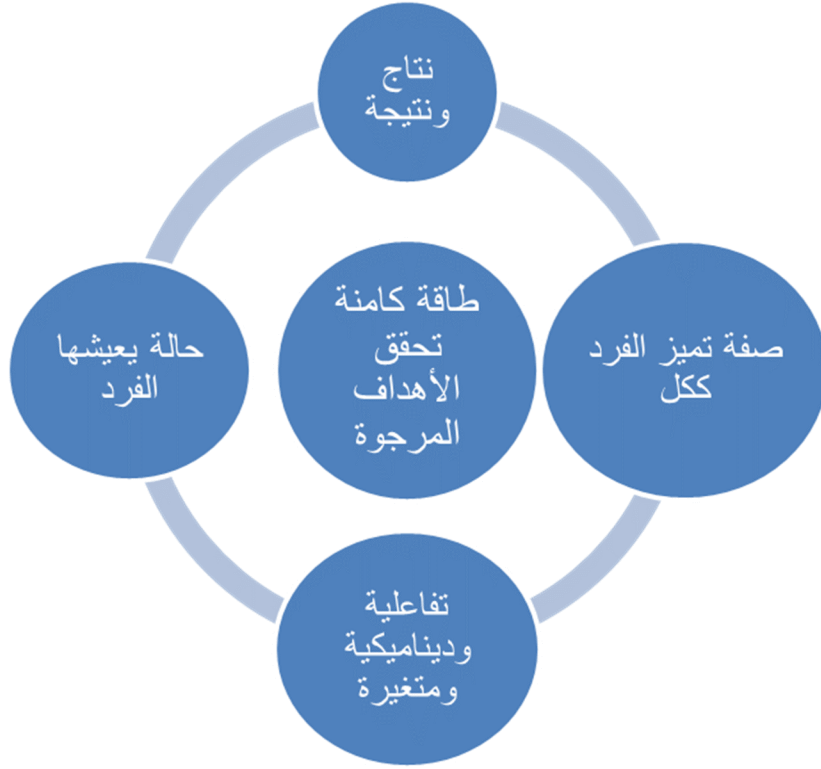 نتاج
ونتيجة
صفة تميز الفرد
ككل
طاقة كامنة
تحقق
الأهداف
المرجوة
حالة يعيشها
الفرد
تفاعلية
وديناميكية
ومتغيرة